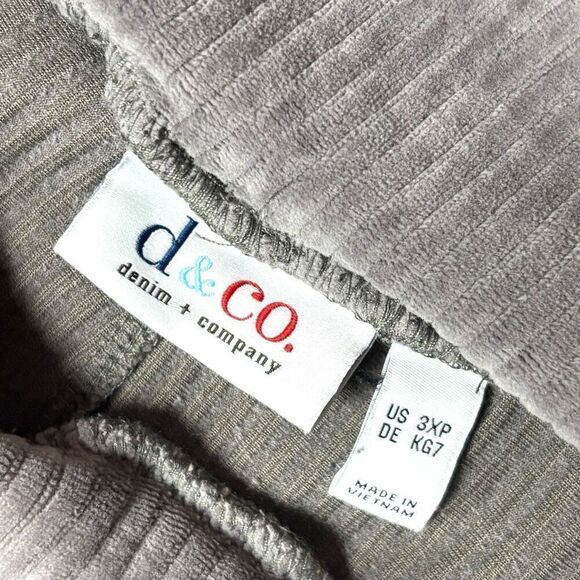 d&co.
denim + company
US 3XP
DE KG7
MADE IN
VIETNAM